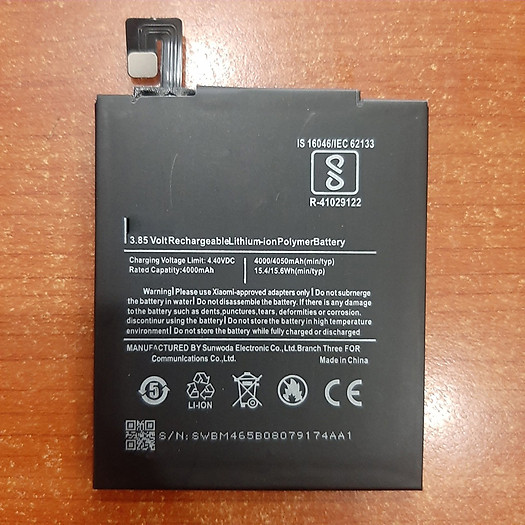 IS 16046/IEC 62133
R-41029122
3.85 VoltRechargeableLithium-ionPolymerBattery
Charging Voltage Limit: 4.40VDC 4000/4050mAh(min/typ)
Rated Capacity:4000mAh 15.4/15.6Wh(min/typ)
Warning|Please use Xiaomi-approved adapters only|Do not subnerge
the battery in water|Do not disassemble the battery. If there is any damage
to the battery such as dents,punctures,tears,deformities or corrosion.
discontinue using the battery|Do not store the battery in high temperature
environment|Do not store the battery while fully charged or discharged
MANUFACTURED BY Sunwoda Electronic Co.,Ltd.Branch Three FOR
Communications Co.,Ltd. Made in China
5 LI-ION CE
S/N: SWBM465B08079174AA1